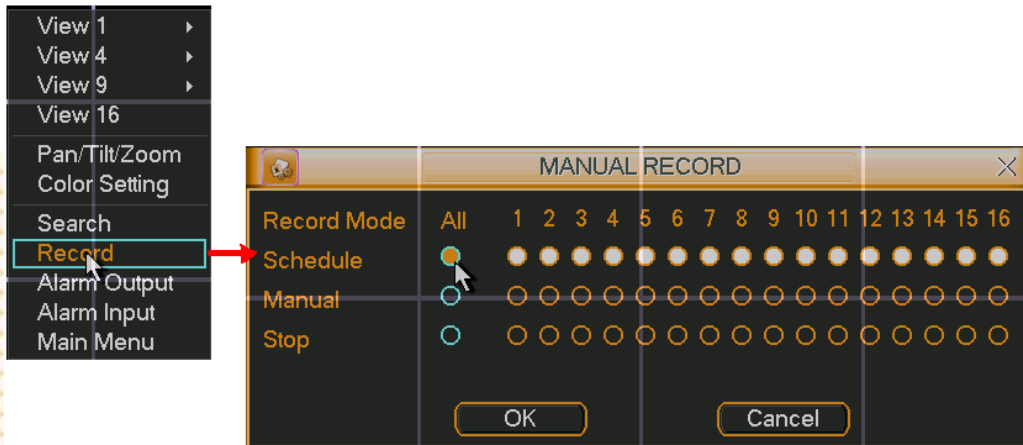 View 1
View 4
View 9
View 16
Pan/Tilt/Zoom
Color Setting
Search
Record
Alarm Output
Alarm Input
Main Menu
MANUAL RECORD
Record Mode All 1 2 3 4 5 6 7 8 9 10 11 12 13 14 15 16
Schedule
Manual
Stop
OK Cancel